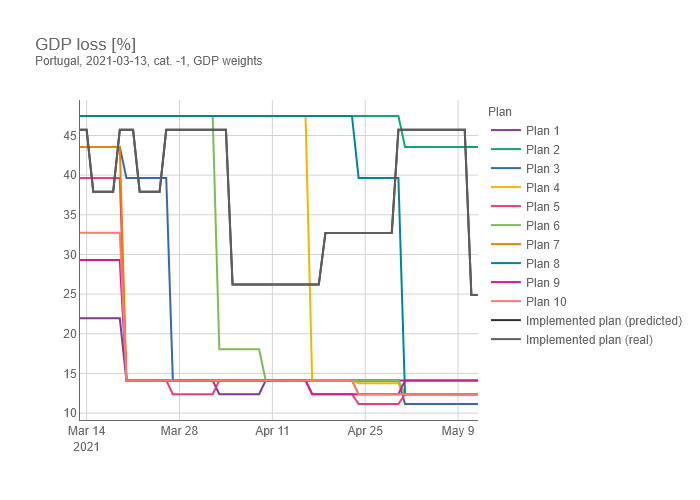 GDP loss [%]
Portugal, 2021-03-13, cat. -1, GDP weights
45
40
35
30
25
20
15
10
Mar 14
2021
Mar 28
Apr 11
Apr 25
May 9
Plan
Plan 1
Plan 2
Plan 3
Plan 4
Plan 5
Plan 6
Plan 7
Plan 8
Plan 9
Plan 10
Implemented plan (predicted)
Implemented plan (real)